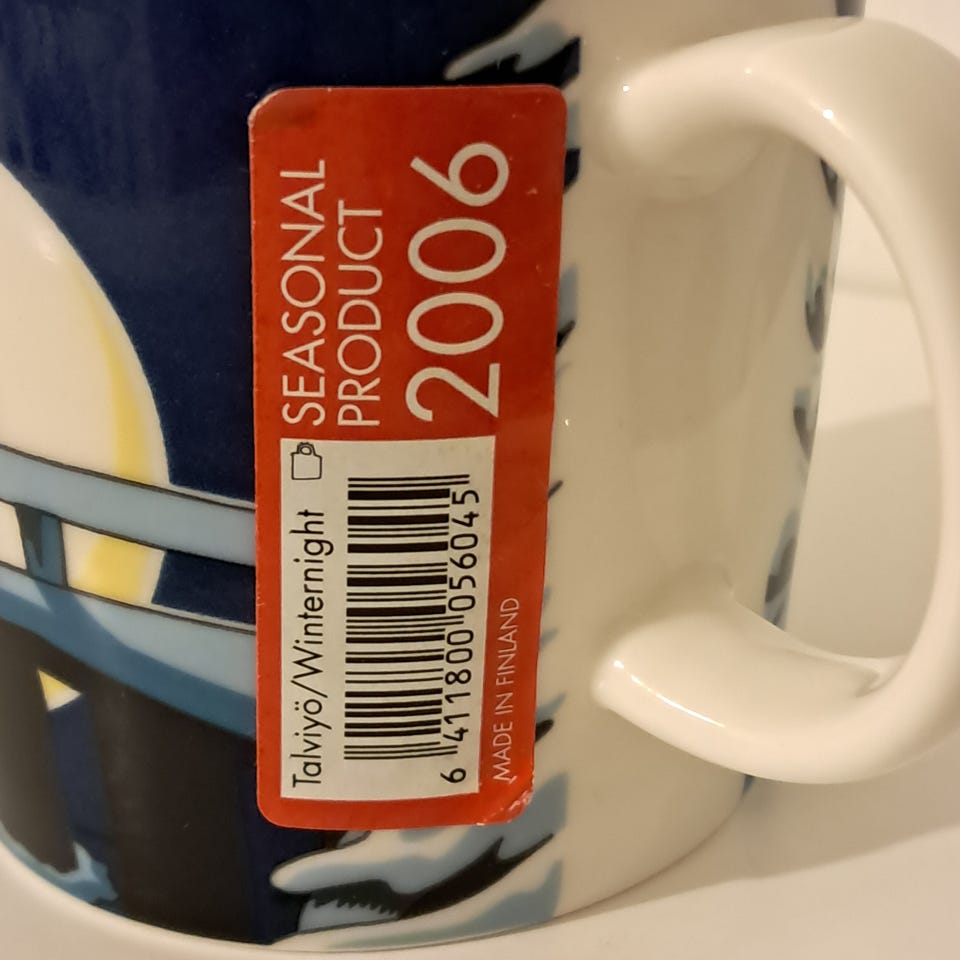 SEASONAL
PRODUCT
2006
Talviyö/Winternight
6 411800 056045
MADE IN FINLAND